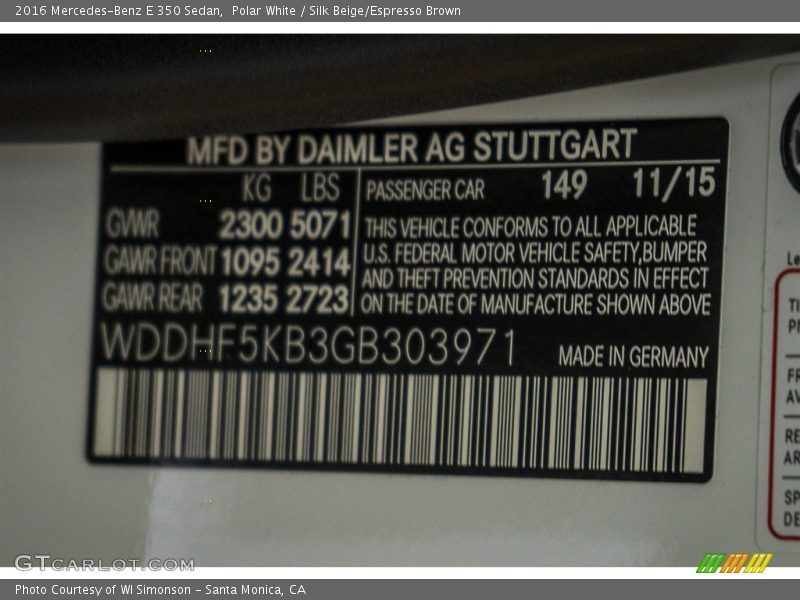 2016 Mercedes-Benz E 350 Sedan,  Polar White / Silk Beige/Espresso Brown
MFD BY DAIMLER AG STUTTGART
KG LBS
GVWR 2300 5071
GAWR FRONT 1095 2414
GAWR REAR 1235 2723
PASSENGER CAR 149 11/15
THIS VEHICLE CONFORMS TO ALL APPLICABLE
U.S. FEDERAL MOTOR VEHICLE SAFETY,BUMPER
AND THEFT PREVENTION STANDARDS IN EFFECT
ON THE DATE OF MANUFACTURE SHOWN ABOVE
WDDHF5KB3GB303971
MADE IN GERMANY
GTCARLOT.COM
Photo Courtesy of WI Simonson - Santa Monica, CA